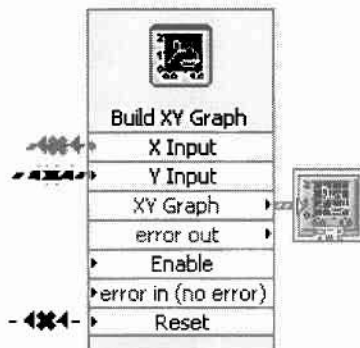 Build XY Graph
X Input
Y Input
XY Graph
error out
Enable
error in (no error)
Reset